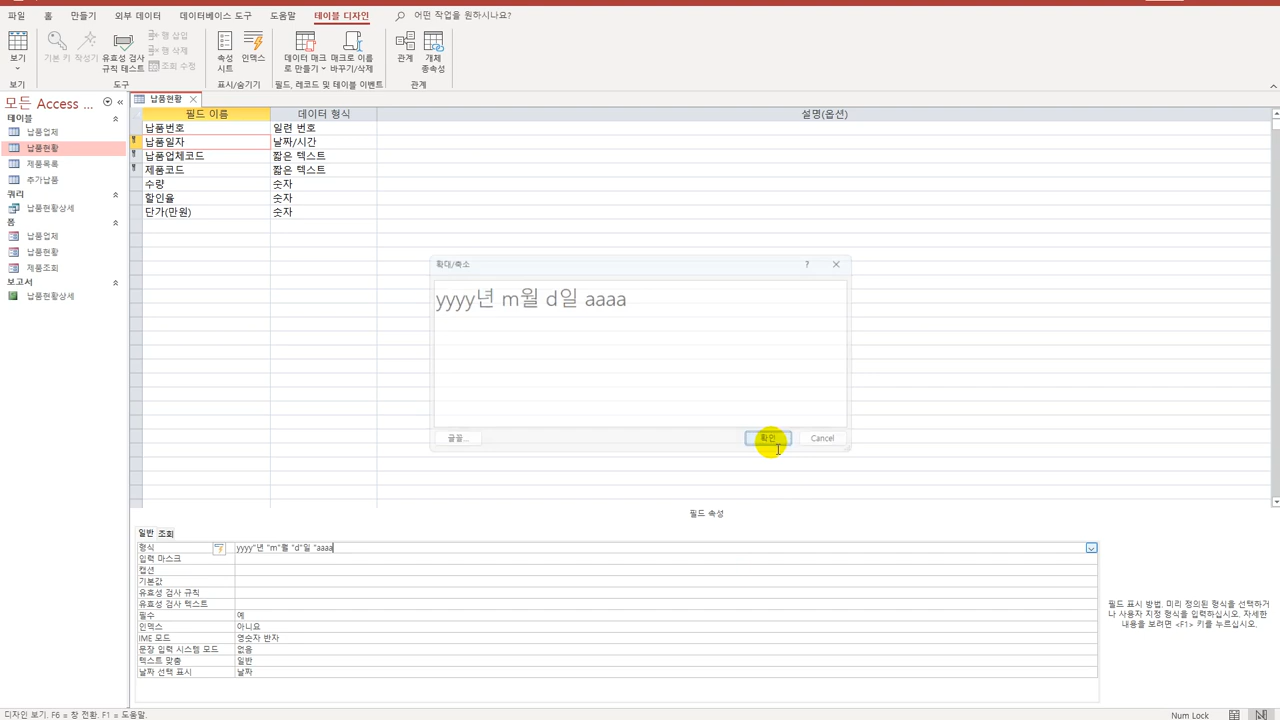 파일 홈 만들기 외부 데이터 데이터베이스 도구 도움말 테이블 디자인 어떤 작업을 원하시나요?
보기
기본 키
작성기
유효성 검사 규칙 테스트
행 삽입
행 삭제
조회 수정
속성 시트
인덱스
데이터 매크로 만들기
매크로 이름 바꾸기/삭제
관계
개체 종속성
보기 도구 표시/숨기기 필드, 레코드 및 테이블 이벤트 관계
모든 Access ...
테이블
납품업체
납품현황
제품목록
추가납품
쿼리
납품현황상세
폼
납품업체
납품현황
제품조회
보고서
납품현황상세
납품현황
필드 이름 데이터 형식 설명(옵션)
납품번호 일련 번호
납품일자 날짜/시간
납품업체코드 짧은 텍스트
제품코드 짧은 텍스트
수량 숫자
할인율 숫자
단가(만원) 숫자
확대/축소 ?
yyyy년 m월 d일 aaaa
글꼴... 확인 Cancel
필드 속성
일반 조회
형식 yyyy"년 "m"월 "d"일 "aaaa
입력 마스크
캡션
기본값
유효성 검사 규칙
유효성 검사 텍스트
필수 예
인덱스 아니요
IME 모드 영숫자 반자
문장 입력 시스템 모드 없음
텍스트 맞춤 일반
날짜 선택 표시 날짜
필드 표시 방법. 미리 정의된 형식을 선택하거
나 사용자 지정 형식을 입력하십시오. 자세한
내용을 보려면 <F1> 키를 누르십시오.
디자인 보기. F6 = 창 전환. F1 = 도움말. Num Lock